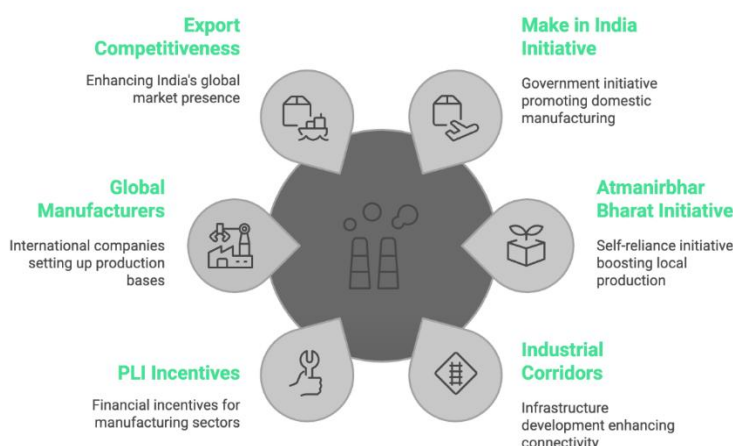 Export
Competitiveness
Enhancing India's global
market presence
Make in India
Initiative
Government initiative
promoting domestic
manufacturing
Global
Manufacturers
International companies
setting up production
bases
Atmanirbhar
Bharat Initiative
Self-reliance initiative
boosting local
production
PLI Incentives
Financial incentives for
manufacturing sectors
Industrial
Corridors
Infrastructure
development enhancing
connectivity